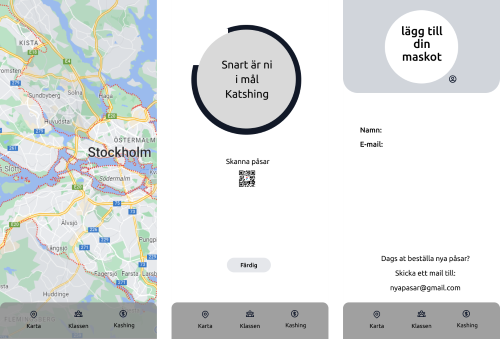 KISTA
Sundbyberg
Solna
Huvudsta
ÖSTERMALM
Stockholm
Södermalm
Älvsjö
Huddinge
Farsta
Karta
Klassen
Kashing
Snart är ni
i mål
Katshing
Skanna påsar
Färdig
Karta
Klassen
Kashing
lägg till
din
maskot
Namn:
E-mail:
Dags at beställa nya påsar?
Skicka ett mail till:
nyapasar@gmail.com
Karta
Klassen
Kashing